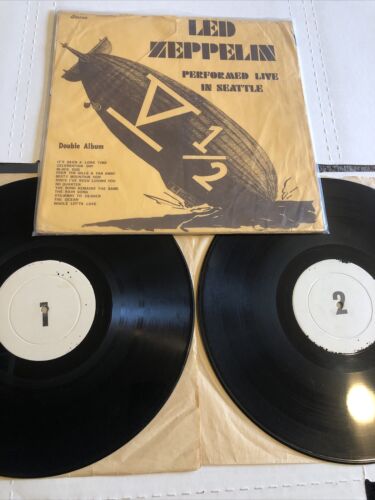 Stereo
LED
ZEPPELIN
PERFORMED LIVE
IN SEATTLE
V 1/2
Double Album
IT'S BEEN A LONG TIME
CELEBRATION DAY
BLACK DOG
OVER THE HILLS & FAR AWAY
MISTY MOUNTAIN HOP
SINCE I'VE BEEN LOVING YOU
NO QUARTER
THE SONG REMAINS THE SAME
THE RAIN SONG
STAIRWAY TO HEAVEN
THE OCEAN
WHOLE LOTTA LOVE
1
2